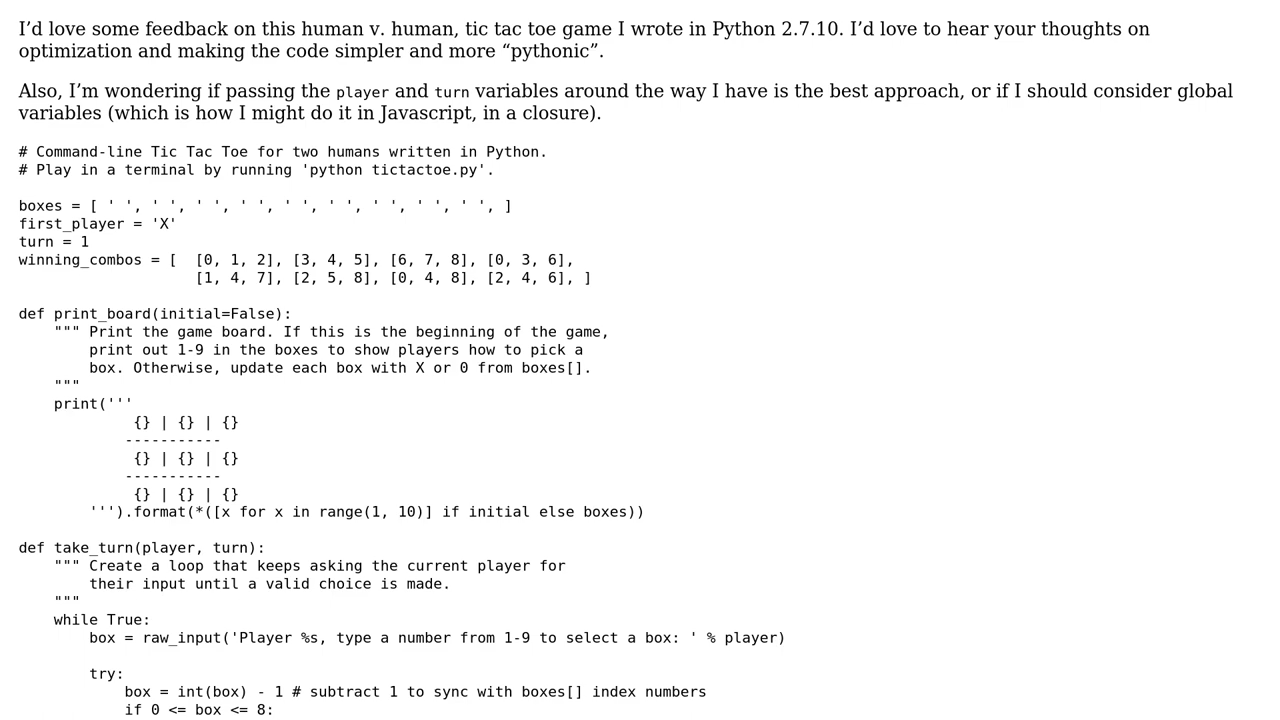 I’d love some feedback on this human v. human, tic tac toe game I wrote in Python 2.7.10. I’d love to hear your thoughts on
optimization and making the code simpler and more “pythonic”.
Also, I’m wondering if passing the player and turn variables around the way I have is the best approach, or if I should consider global
variables (which is how I might do it in Javascript, in a closure).
# Command-line Tic Tac Toe for two humans written in Python.
# Play in a terminal by running 'python tictactoe.py'.
boxes = [ ' ', ' ', ' ', ' ', ' ', ' ', ' ', ' ', ' ', ]
first_player = 'X'
turn = 1
winning_combos = [  [0, 1, 2], [3, 4, 5], [6, 7, 8], [0, 3, 6],
                    [1, 4, 7], [2, 5, 8], [0, 4, 8], [2, 4, 6], ]
def print_board(initial=False):
    """ Print the game board. If this is the beginning of the game,
        print out 1-9 in the boxes to show players how to pick a
        box. Otherwise, update each box with X or 0 from boxes[].
    """
    print('''
             {} | {} | {}
            -----------
             {} | {} | {}
            -----------
             {} | {} | {}
        ''').format(*([x for x in range(1, 10)] if initial else boxes))
def take_turn(player, turn):
    """ Create a loop that keeps asking the current player for
        their input until a valid choice is made.
    """
    while True:
        box = raw_input('Player %s, type a number from 1-9 to select a box: ' % player)
        try:
            box = int(box) - 1 # subtract 1 to sync with boxes[] index numbers
            if 0 <= box <= 8: